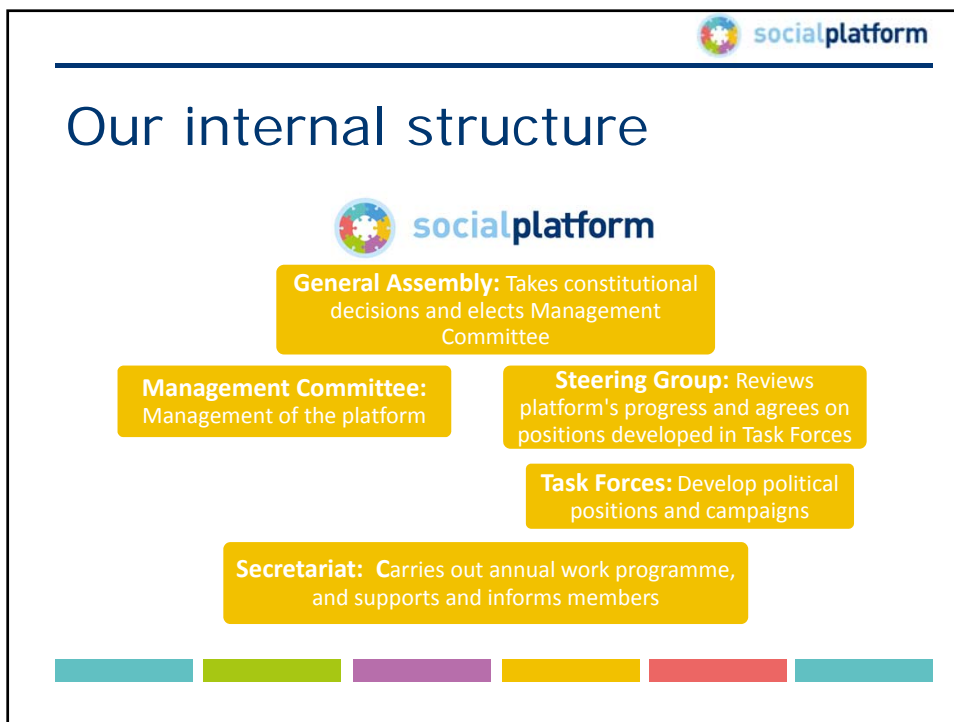 socialplatform
Our internal structure
socialplatform
General Assembly: Takes constitutional
decisions and elects Management
Committee
Management Committee:
Management of the platform
Steering Group: Reviews
platform's progress and agrees on
positions developed in Task Forces
Task Forces: Develop political
positions and campaigns
Secretariat:  Carries out annual work programme,
and supports and informs members